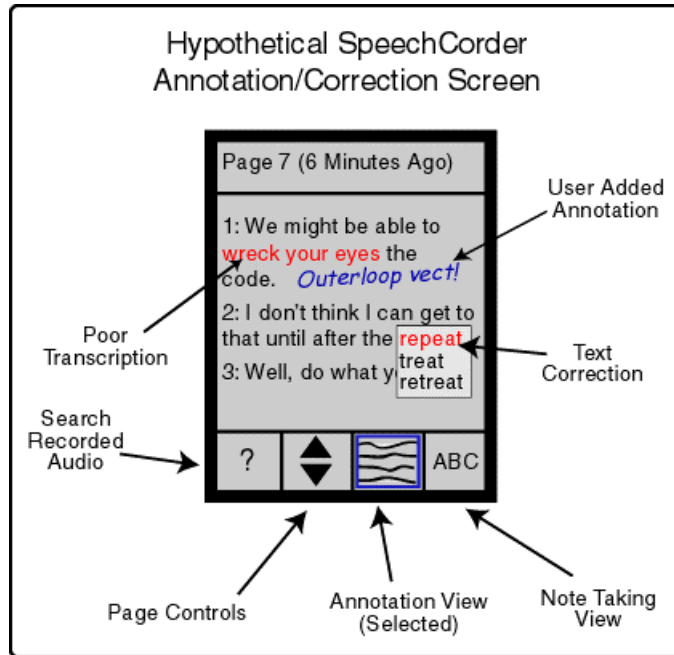 Hypothetical SpeechCorder
Annotation/Correction Screen
Page 7 (6 Minutes Ago)
User Added
Annotation
1: We might be able to
wreck your eyes the
code. Outerloop vect!
2: I don't think I can get to
that until after the repeat
treat
retreat
3: Well, do what y
Poor
Transcription
Text
Correction
Search
Recorded
Audio
? ABC
Page Controls
Annotation View
(Selected)
Note Taking
View